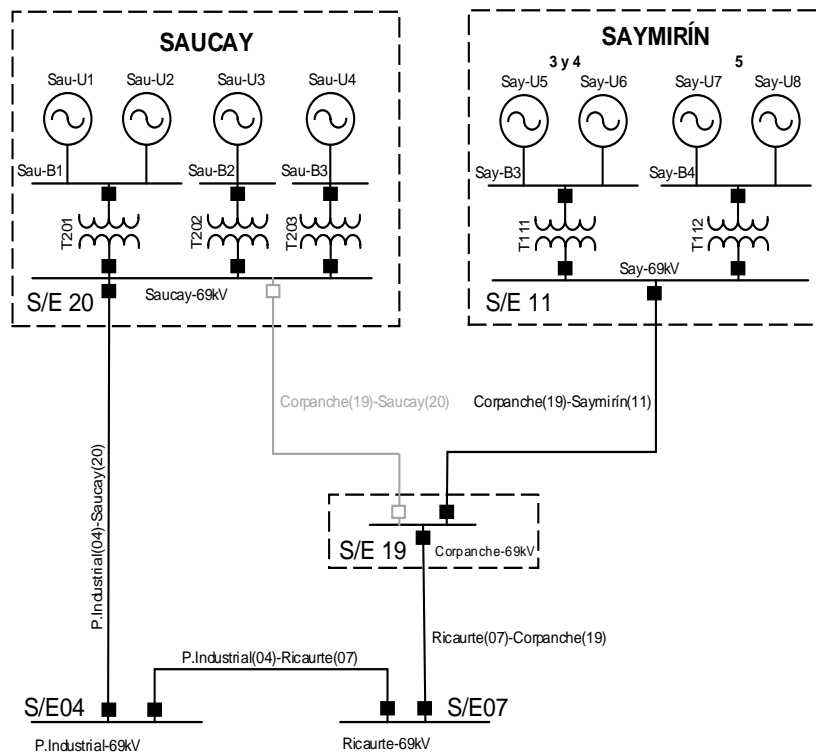 SAUCAY
SAYMIRÍN
3 y 4
5
Sau-U1
Sau-U2
Sau-U3
Sau-U4
Say-U5
Say-U6
Say-U7
Say-U8
Sau-B1
Sau-B2
Sau-B3
Say-B3
Say-B4
T201
T202
T203
T111
T112
Saucay-69kV
Say-69kV
S/E 20
S/E 11
Corpanche(19)-Saucay(20)
Corpanche(19)-Saymirín(11)
P.Industrial(04)-Saucay(20)
S/E 19
Corpanche-69kV
Ricaurte(07)-Corpanche(19)
P.Industrial(04)-Ricaurte(07)
S/E04
S/E07
P.Industrial-69kV
Ricaurte-69kV